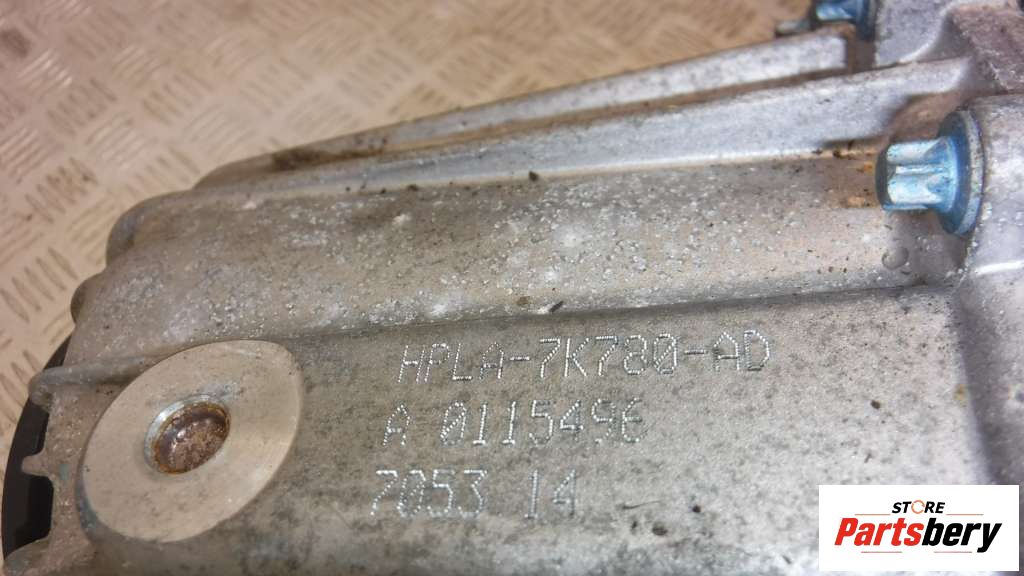 HPLA-7K780-AD
A 0115496
7053 14
STORE
Partsbery